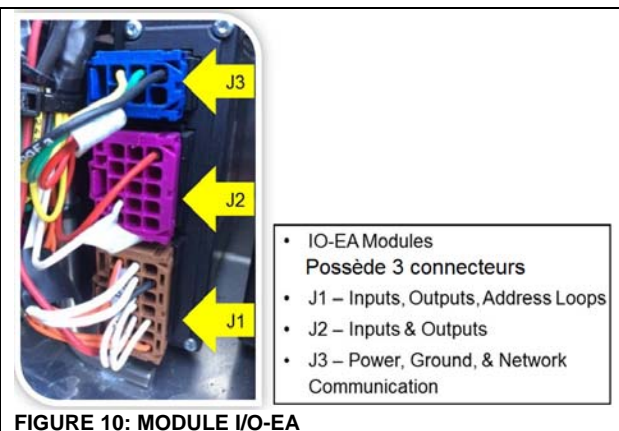 J3
J2
J1
• IO-EA Modules
Possède 3 connecteurs
• J1 – Inputs, Outputs, Address Loops
• J2 – Inputs & Outputs
• J3 – Power, Ground, & Network
Communication
FIGURE 10: MODULE I/O-EA